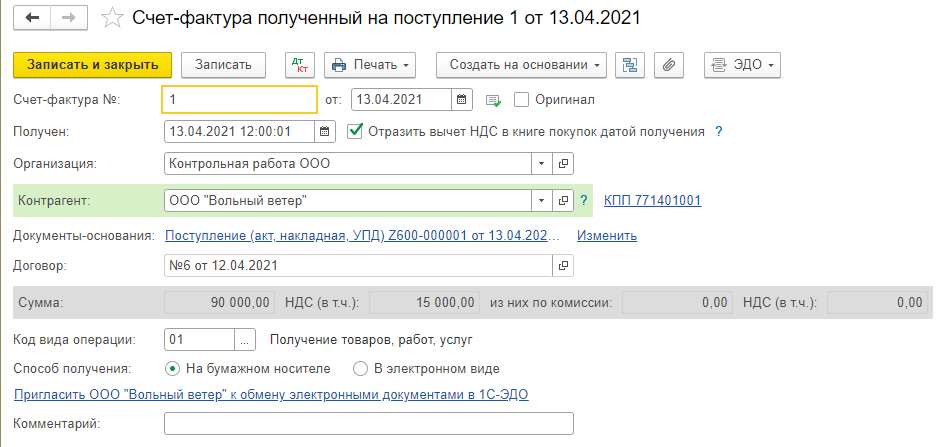 Счет-фактура полученный на поступление 1 от 13.04.2021
Записать и закрыть Записать Дт Кт Печать Создать на основании ЭДО
Счет-фактура №: 1 от: 13.04.2021 Оригинал
Получен: 13.04.2021 12:00:01 Отразить вычет НДС в книге покупок датой получения ?
Организация: Контрольная работа ООО
Контрагент: ООО "Вольный ветер" ? КПП 771401001
Документы-основания: Поступление (акт, накладная, УПД) Z600-000001 от 13.04.202... Изменить
Договор: №6 от 12.04.2021
Сумма: 90 000,00 НДС (в т.ч.): 15 000,00 из них по комиссии: 0,00 НДС (в т.ч.): 0,00
Код вида операции: 01 ... Получение товаров, работ, услуг
Способ получения: На бумажном носителе В электронном виде
Пригласить ООО "Вольный ветер" к обмену электронными документами в 1С-ЭДО
Комментарий: